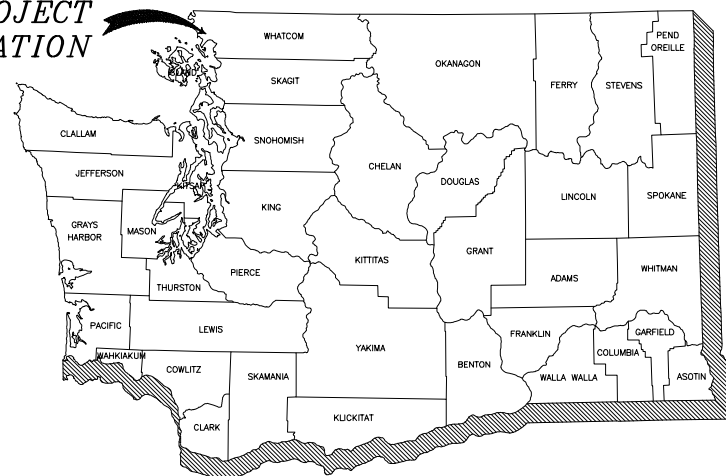 OJECT
ATION
WHATCOM
PEND
OREILLE
OKANAGON
ISLAND
SKAGIT
FERRY
STEVENS
CLALLAM
SNOHOMISH
CHELAN
JEFFERSON
DOUGLAS
KITSAP
LINCOLN
SPOKANE
KING
GRAYS
HARBOR
MASON
GRANT
KITTITAS
PIERCE
WHITMAN
ADAMS
THURSTON
PACIFIC
LEWIS
FRANKLIN
GARFIELD
YAKIMA
COLUMBIA
WAHKIAKUM
COWLITZ
BENTON
SKAMANIA
WALLA WALLA
ASOTIN
KLICKITAT
CLARK